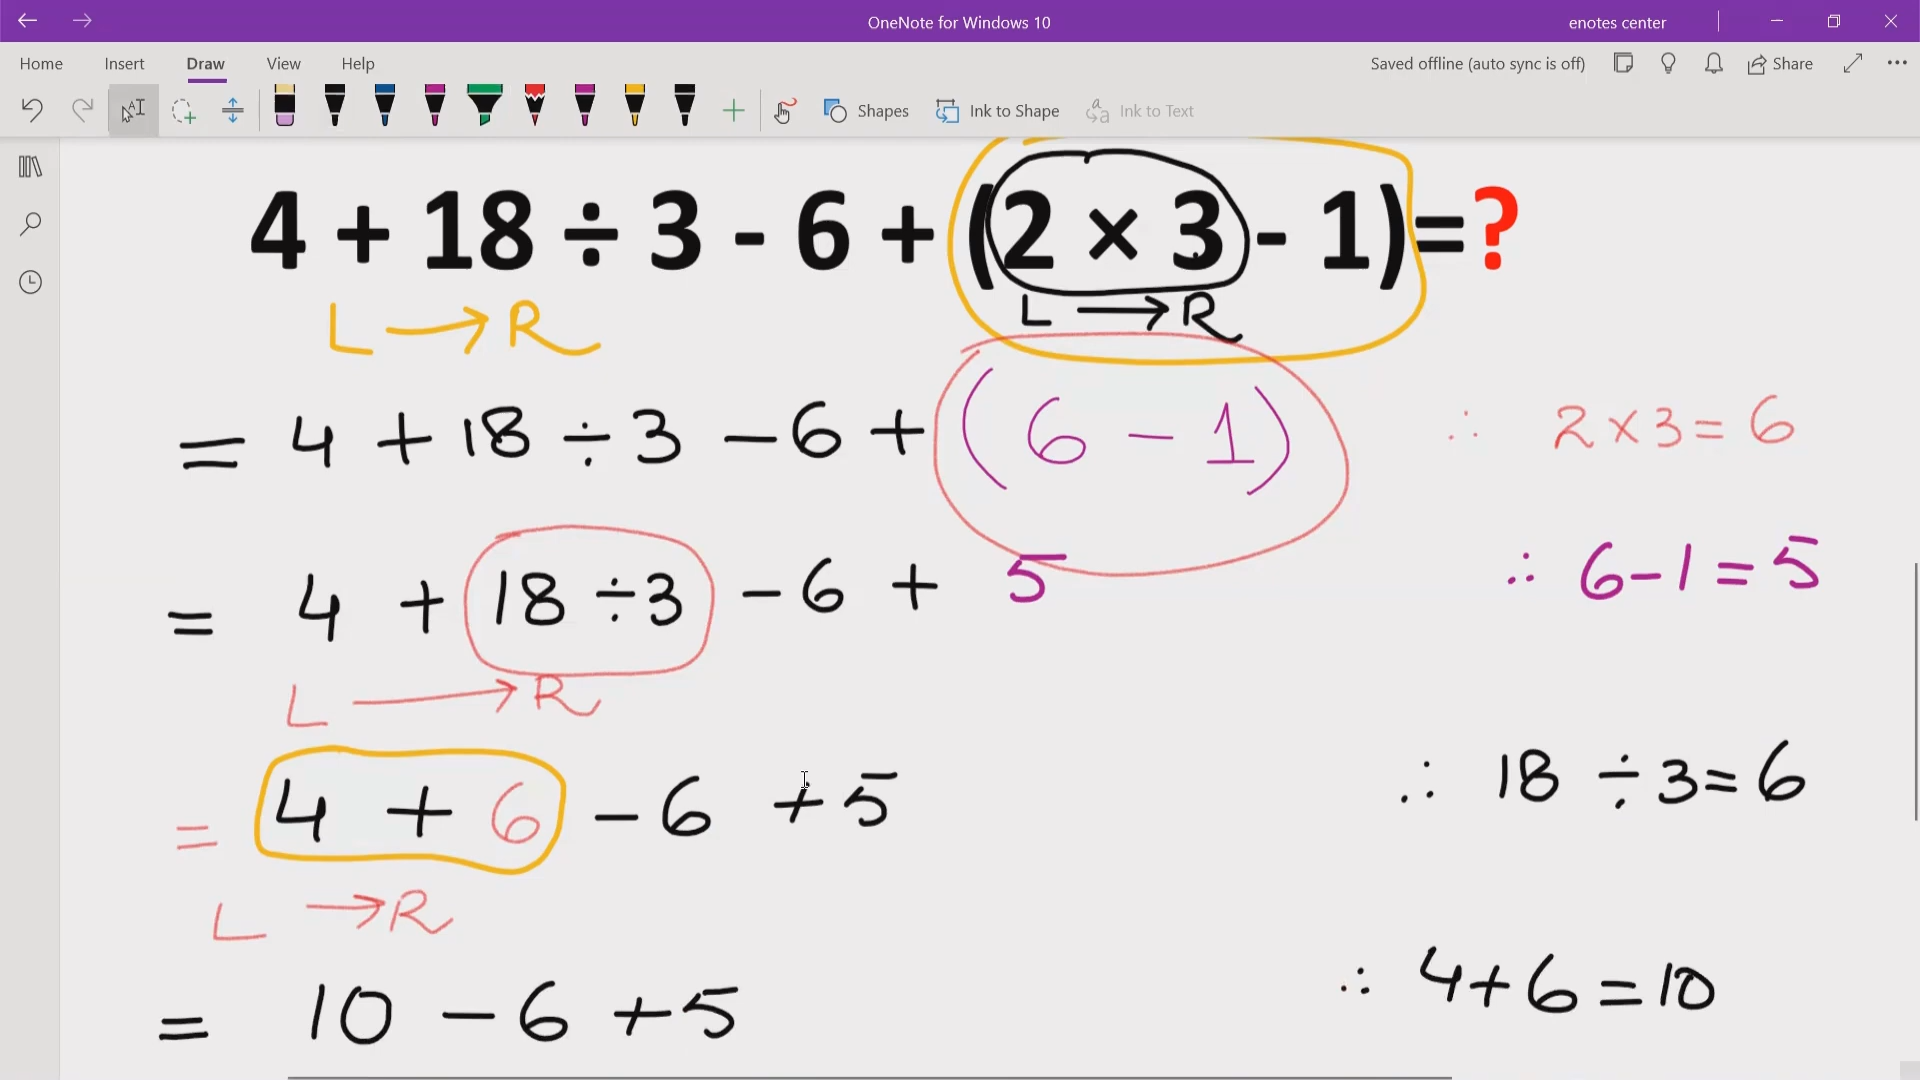 OneNote for Windows 10
enotes center
Home Insert Draw View Help
Saved offline (auto sync is off)
Share
Shapes
Ink to Shape
Ink to Text
4 + 18 ÷ 3 - 6 + (2 × 3 - 1)=?
L → R
L → R
= 4 + 18 ÷ 3 - 6 + (6 - 1)
∴ 2 × 3 = 6
= 4 + 18 ÷ 3 - 6 + 5
∴ 6 - 1 = 5
L → R
= 4 + 6 - 6 + 5
∴ 18 ÷ 3 = 6
L → R
= 10 - 6 + 5
∴ 4 + 6 = 10